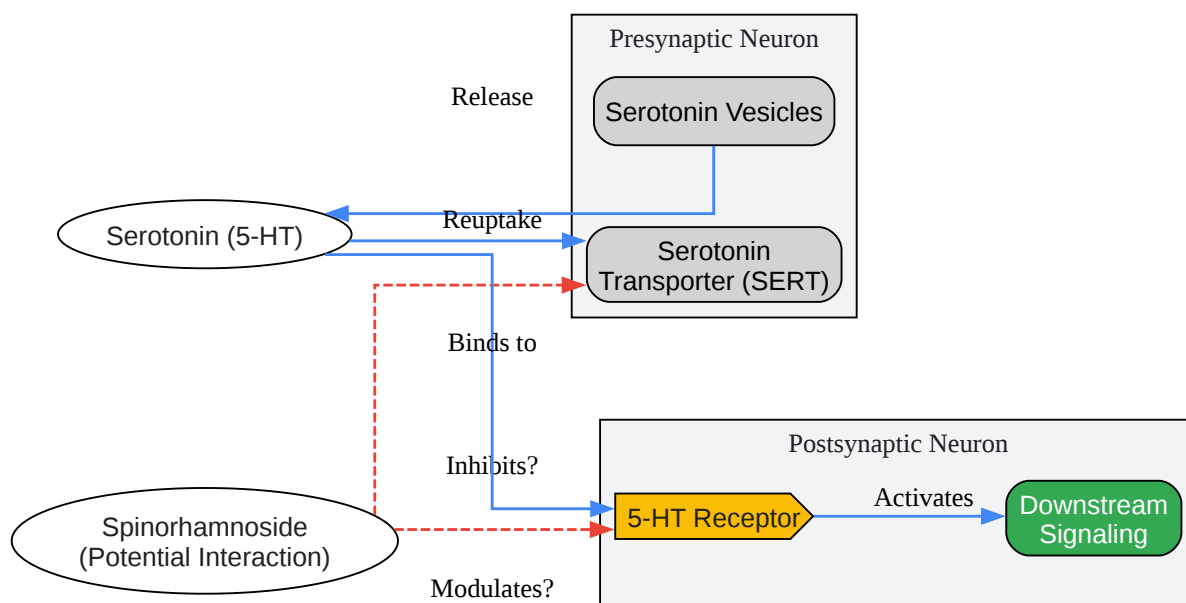 Presynaptic Neuron
Release
Serotonin Vesicles
Reuptake
Serotonin (5-HT)
Serotonin
Transporter (SERT)
Binds to
Postsynaptic Neuron
Inhibits?
Activates
5-HT Receptor
Downstream
Signaling
Spinorhamnoside
(Potential Interaction)
Modulates?